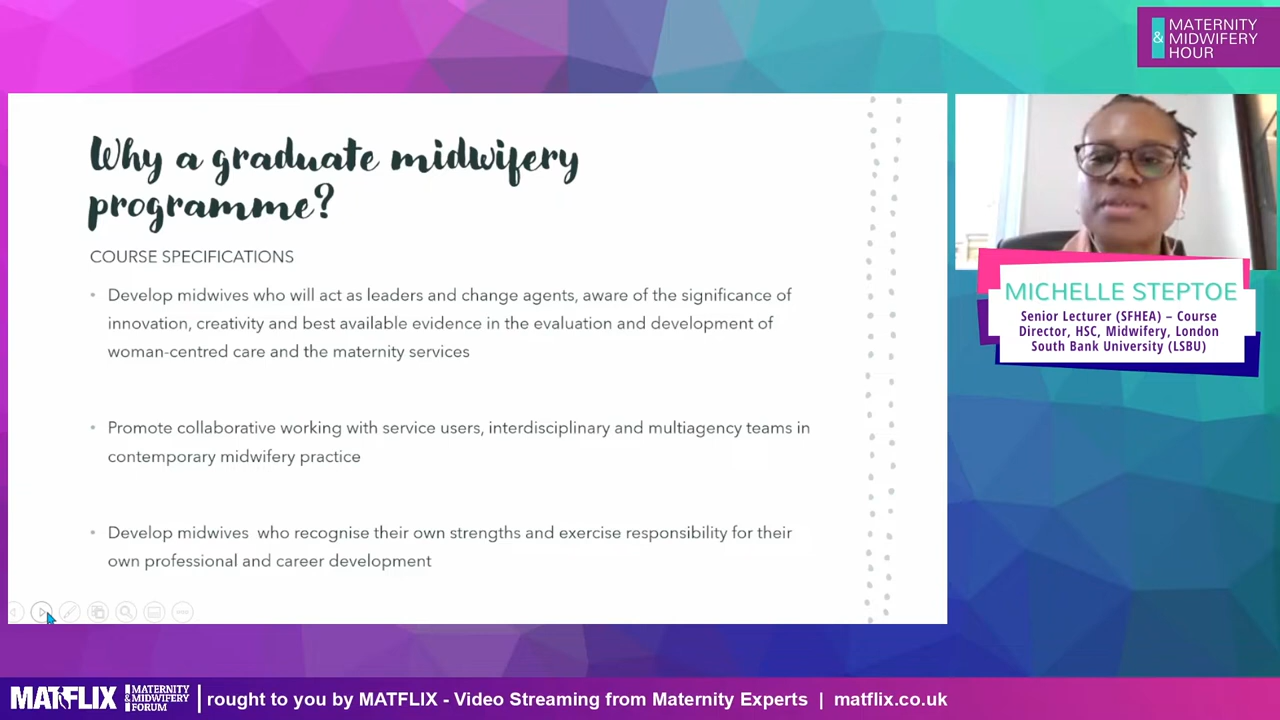 MATERNITY
& MIDWIFERY
HOUR
Why a graduate midwifery
programme?
COURSE SPECIFICATIONS
• Develop midwives who will act as leaders and change agents, aware of the significance of
innovation, creativity and best available evidence in the evaluation and development of
woman-centred care and the maternity services
• Promote collaborative working with service users, interdisciplinary and multiagency teams in
contemporary midwifery practice
• Develop midwives who recognise their own strengths and exercise responsibility for their
own professional and career development
MICHELLE STEPTOE
Senior Lecturer (SFHEA) – Course
Director, HSC, Midwifery, London
South Bank University (LSBU)
MATFLIX
MATERNITY
& MIDWIFERY
FORUM
rought to you by MATFLIX - Video Streaming from Maternity Experts | matflix.co.uk